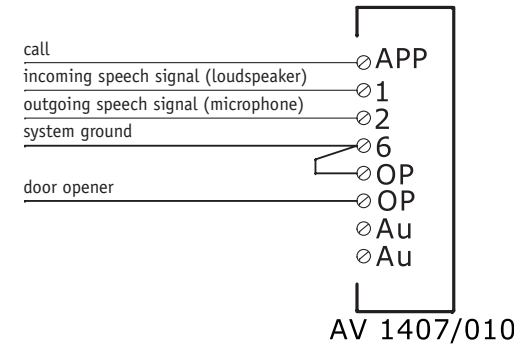 call
APP
incoming speech signal (loudspeaker)
1
outgoing speech signal (microphone)
2
system ground
6
OP
door opener
OP
Au
Au
AV 1407/010